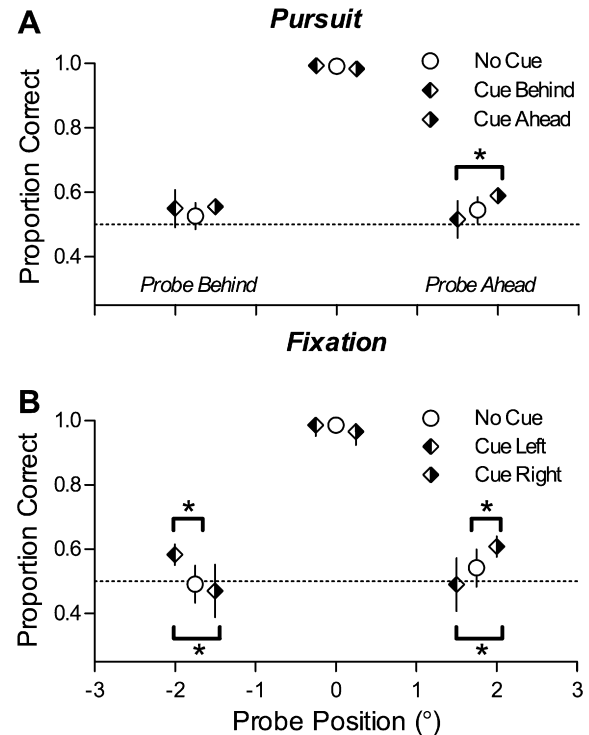 A
Pursuit
Proportion Correct
1.0
0.8
0.6
0.4
No Cue
Cue Behind
Cue Ahead
*
Probe Behind
Probe Ahead
Fixation
B
Proportion Correct
1.0
0.8
0.6
0.4
No Cue
Cue Left
Cue Right
* *
* *
-3 -2 -1 0 1 2 3
Probe Position (°)